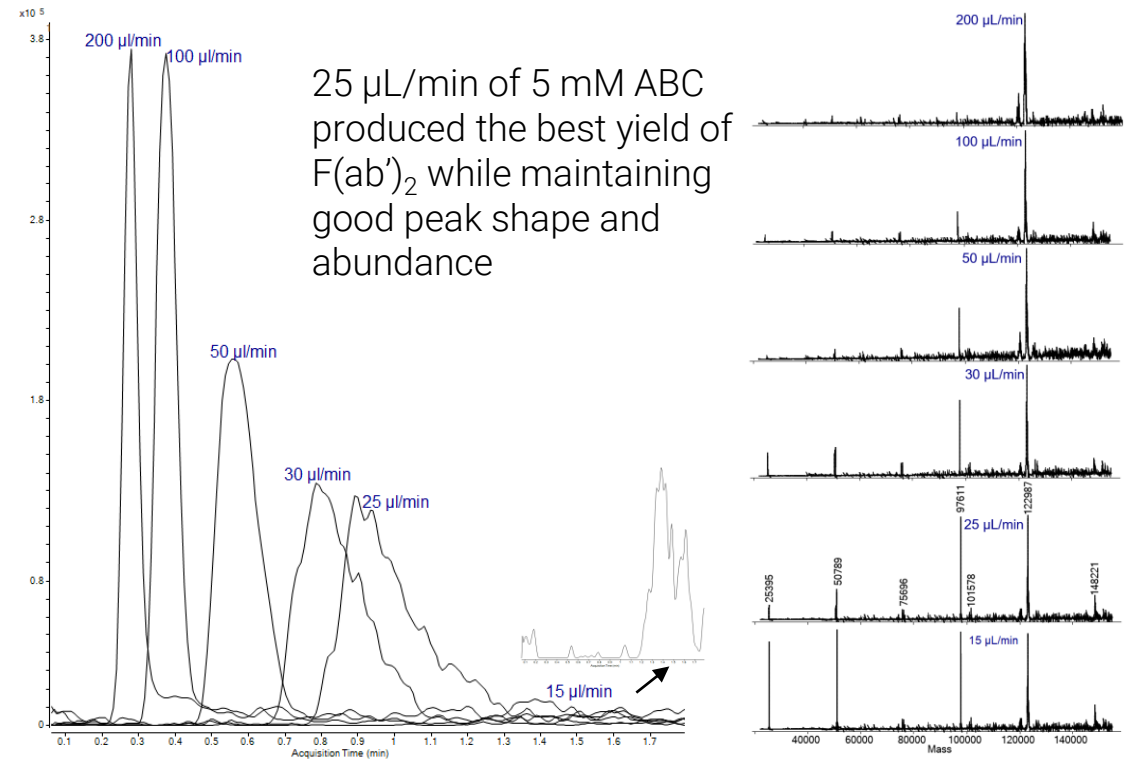 x10 5
3.8
2.8
1.8
0.8
0
200 µl/min
100 µl/min
50 µl/min
30 µl/min
25 µl/min
15 µl/min
25 µL/min of 5 mM ABC
produced the best yield of
F(ab’)₂ while maintaining
good peak shape and
abundance
0.1 0.2 0.3 0.4 0.5 0.6 0.7 0.8 0.9 1 1.1 1.2 1.3 1.4 1.5 1.6 1.7
Acquisition Time (min)
200 µL/min
100 µL/min
50 µL/min
30 µL/min
25 µL/min
25395
50789
75696
97611
101578
122987
148221
15 µL/min
40000 60000 80000 100000 120000 140000
Mass